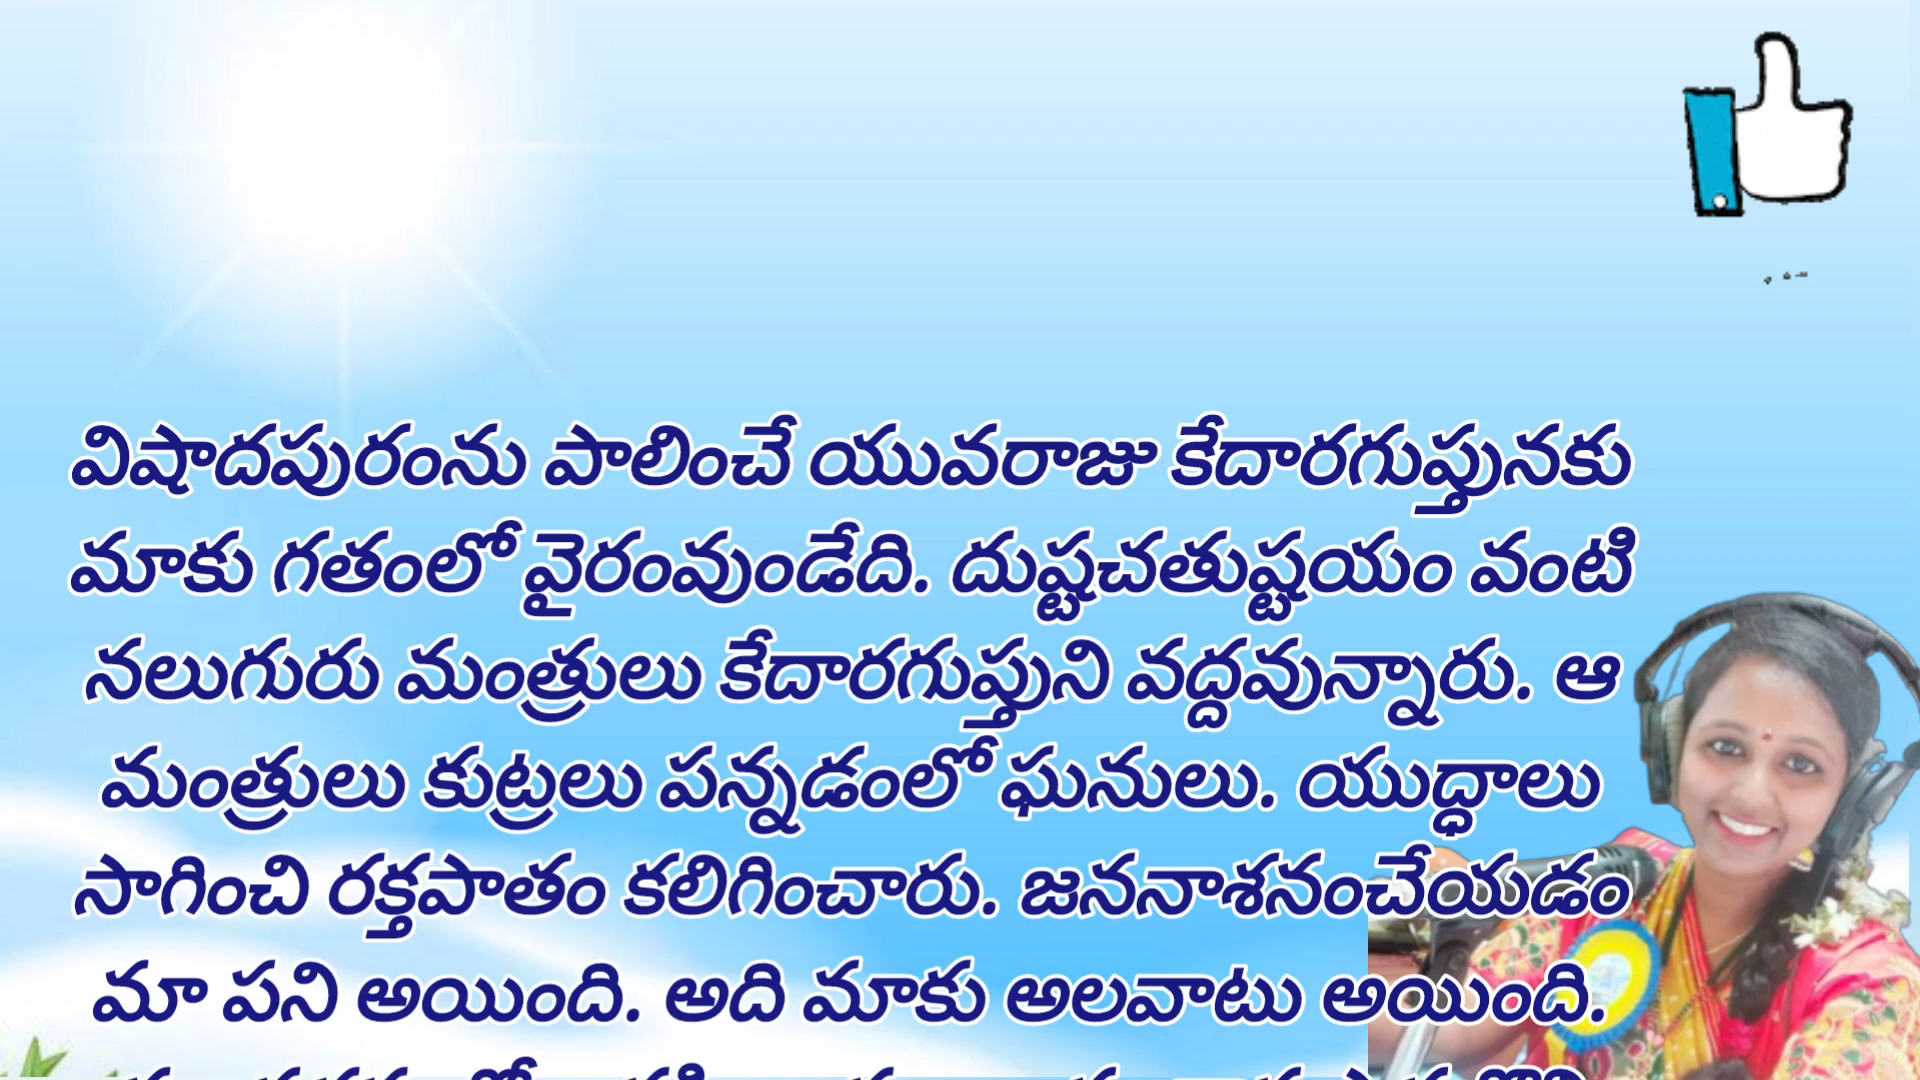 విషాదపురంను పాలించే యువరాజు కేదారగుప్తునకు
మాకు గతంలో వైరంవుండేది. దుష్టచతుష్టయం వంటి
నలుగురు మంత్రులు కేదారగుప్తుని వద్దవున్నారు. ఆ
మంత్రులు కుట్రలు పన్నడంలో ఘనులు. యుద్ధాలు
సాగించి రక్తపాతం కలిగించారు. జననాశనంచేయడం
మా పని అయింది. అది మాకు అలవాటు అయింది.